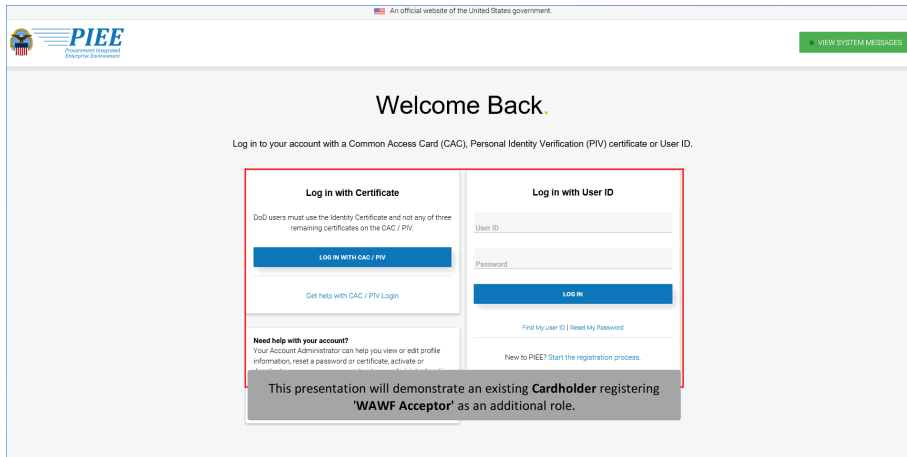 An official website of the United States government.
PIEE
Procurement Integrated
Enterprise Environment
VIEW SYSTEM MESSAGES
Welcome Back.
Log in to your account with a Common Access Card (CAC), Personal Identity Verification (PIV) certificate or User ID.
Log in with Certificate
DoD users must use the Identity Certificate and not any of three
remaining certificates on the CAC / PIV.
LOG IN WITH CAC / PIV
Get help with CAC / PIV Login
Need help with your account?
Your Account Administrator can help you view or edit profile
information, reset a password or certificate, activate or
Log in with User ID
User ID
Password
LOG IN
Find My User ID | Reset My Password
New to PIEE? Start the registration process.
This presentation will demonstrate an existing Cardholder registering
'WAWF Acceptor' as an additional role.